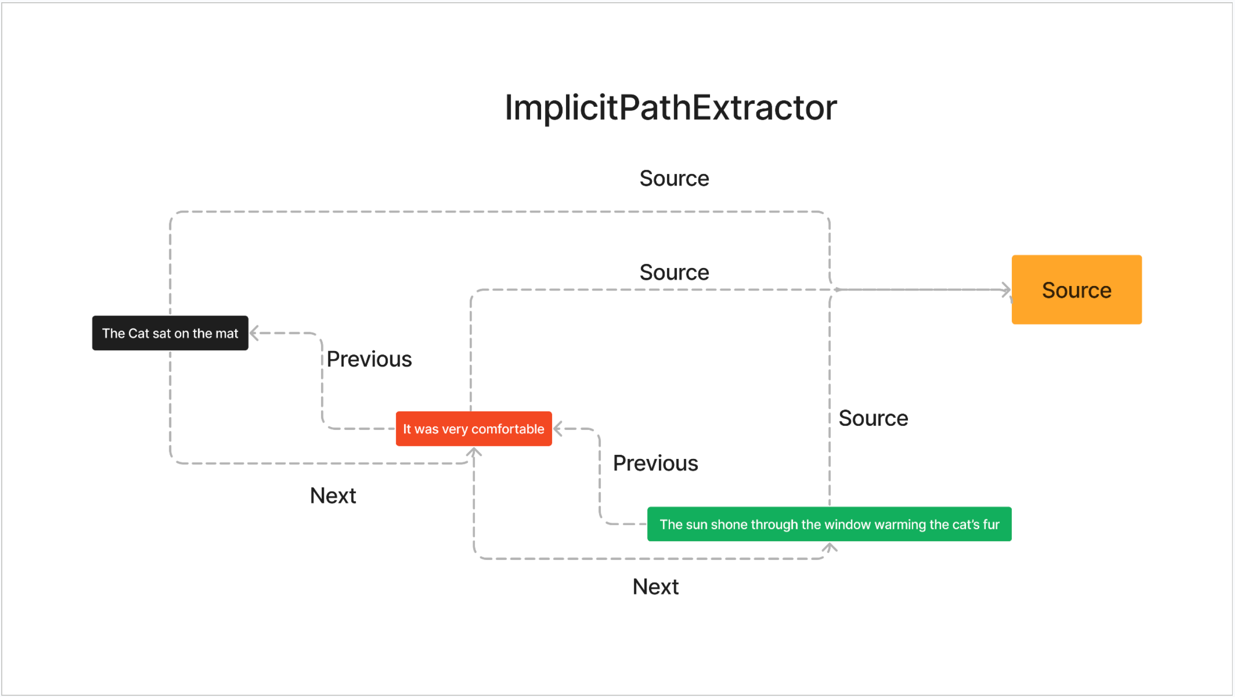 ImplicitPathExtractor
Source
Source
Source
The Cat sat on the mat
Previous
Source
It was very comfortable
Previous
Next
The sun shone through the window warming the cat’s fur
Next